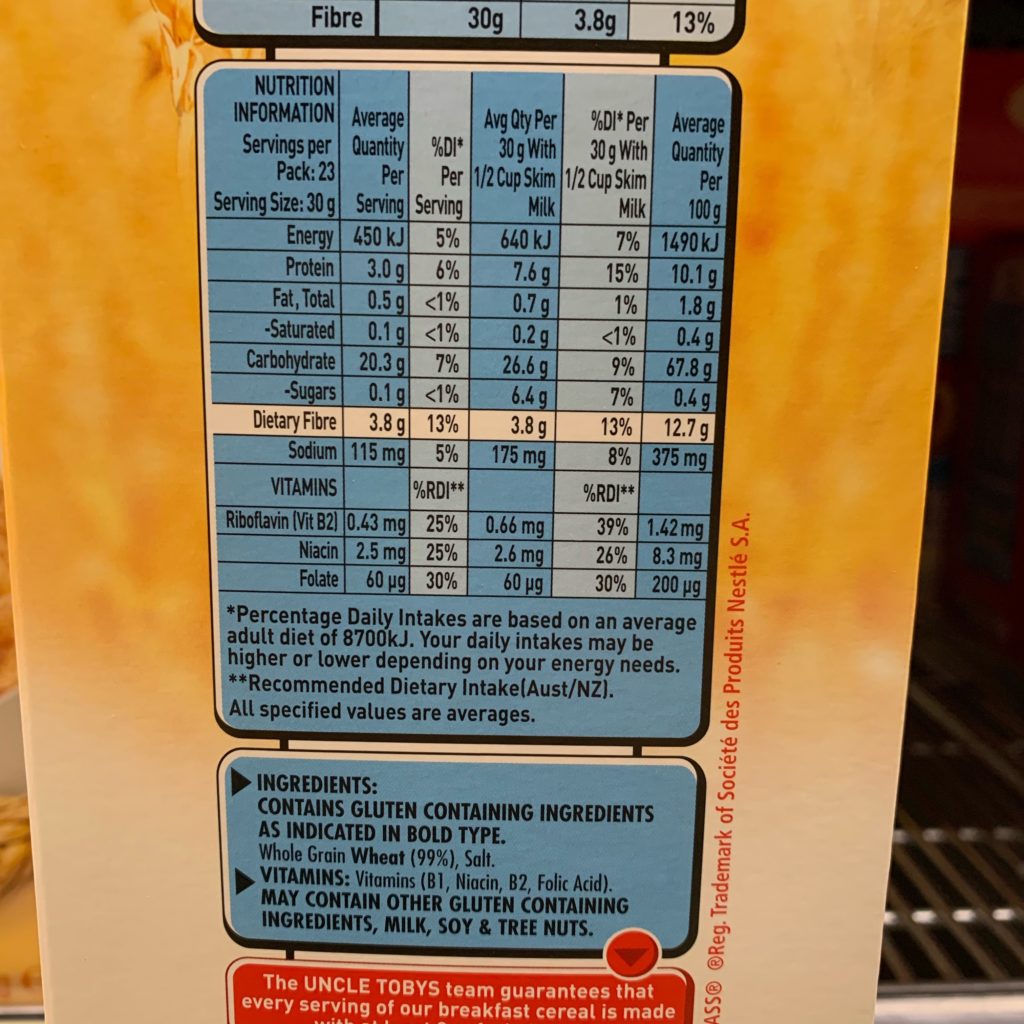 Fibre 30g 3.8g 13%
NUTRITION
INFORMATION
Servings per
Pack: 23
Serving Size: 30 g
Average
Quantity
Per
Serving
%DI*
Per
Serving
Avg Qty Per
30 g With
1/2 Cup Skim
Milk
%DI* Per
30 g With
1/2 Cup Skim
Milk
Average
Quantity
Per
100 g
Energy 450 kJ 5% 640 kJ 7% 1490 kJ
Protein 3.0 g 6% 7.6 g 15% 10.1 g
Fat, Total 0.5 g <1% 0.7 g 1% 1.8 g
-Saturated 0.1 g <1% 0.2 g <1% 0.4 g
Carbohydrate 20.3 g 7% 26.6 g 9% 67.8 g
-Sugars 0.1 g <1% 6.4 g 7% 0.4 g
Dietary Fibre 3.8 g 13% 3.8 g 13% 12.7 g
Sodium 115 mg 5% 175 mg 8% 375 mg
VITAMINS %RDI** %RDI**
Riboflavin (Vit B2) 0.43 mg 25% 0.66 mg 39% 1.42 mg
Niacin 2.5 mg 25% 2.6 mg 26% 8.3 mg
Folate 60 µg 30% 60 µg 30% 200 µg
*Percentage Daily Intakes are based on an average
adult diet of 8700kJ. Your daily intakes may be
higher or lower depending on your energy needs.
**Recommended Dietary Intake(Aust/NZ).
All specified values are averages.
INGREDIENTS:
CONTAINS GLUTEN CONTAINING INGREDIENTS
AS INDICATED IN BOLD TYPE.
Whole Grain Wheat (99%), Salt.
VITAMINS: Vitamins (B1, Niacin, B2, Folic Acid).
MAY CONTAIN OTHER GLUTEN CONTAINING
INGREDIENTS, MILK, SOY & TREE NUTS.
The UNCLE TOBYS team guarantees that
every serving of our breakfast cereal is made
ASS® ®Reg. Trademark of Société des Produits Nestlé S.A.